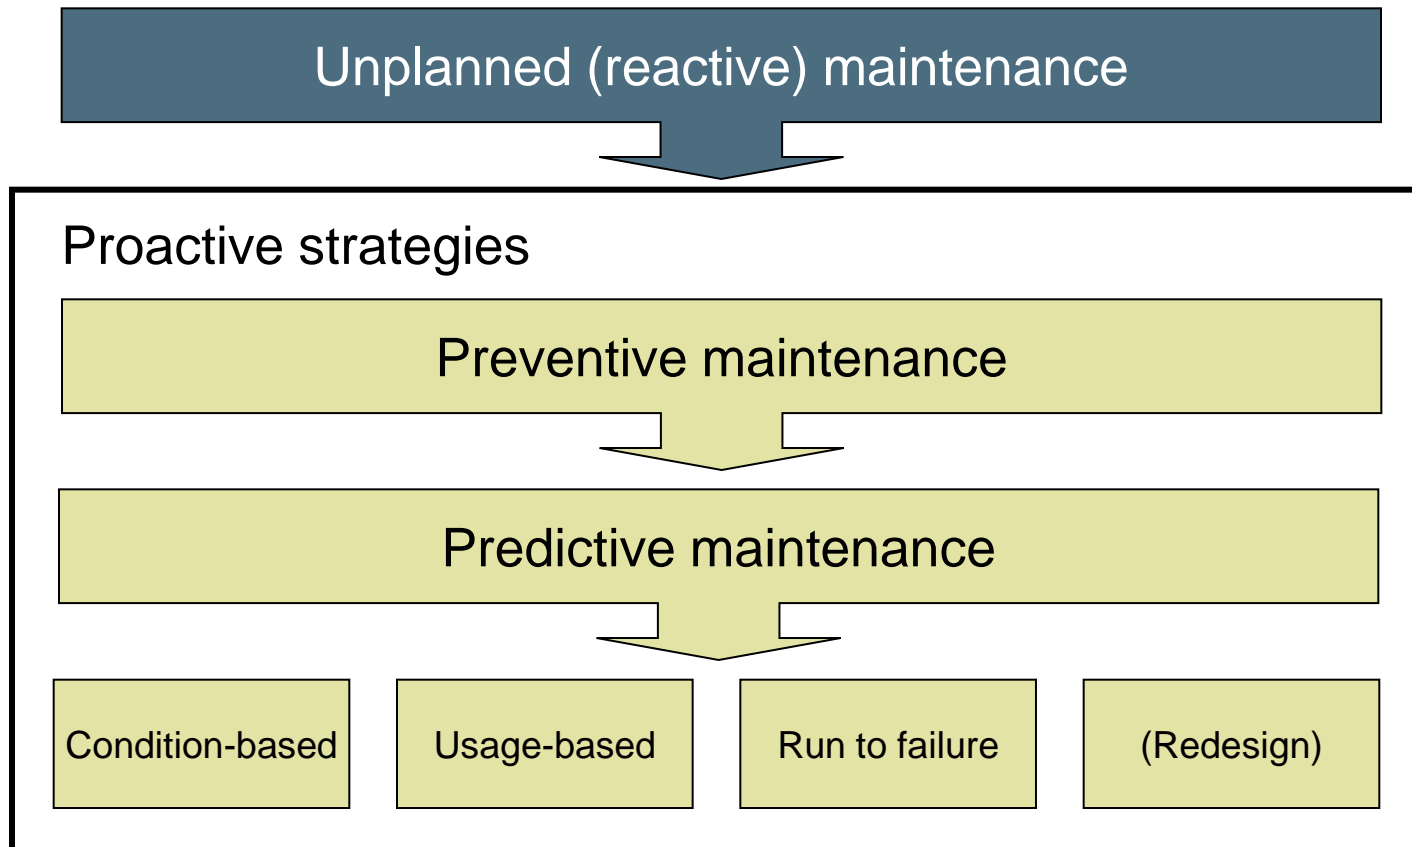 Unplanned (reactive) maintenance
Proactive strategies
Preventive maintenance
Predictive maintenance
Condition-based
Usage-based
Run to failure
(Redesign)